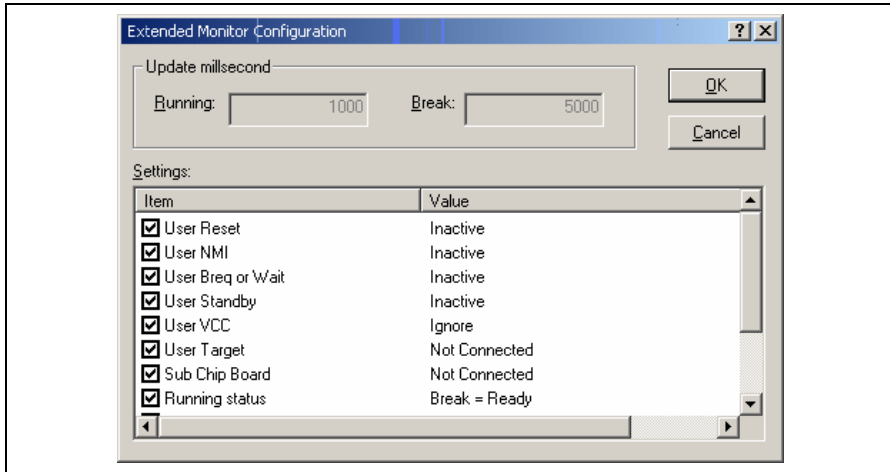 Extended Monitor Configuration
Update millsecond
Running: 1000 Break: 5000
OK
Cancel
Settings:
Item Value
User Reset Inactive
User NMI Inactive
User Breq or Wait Inactive
User Standby Inactive
User VCC Ignore
User Target Not Connected
Sub Chip Board Not Connected
Running status Break = Ready